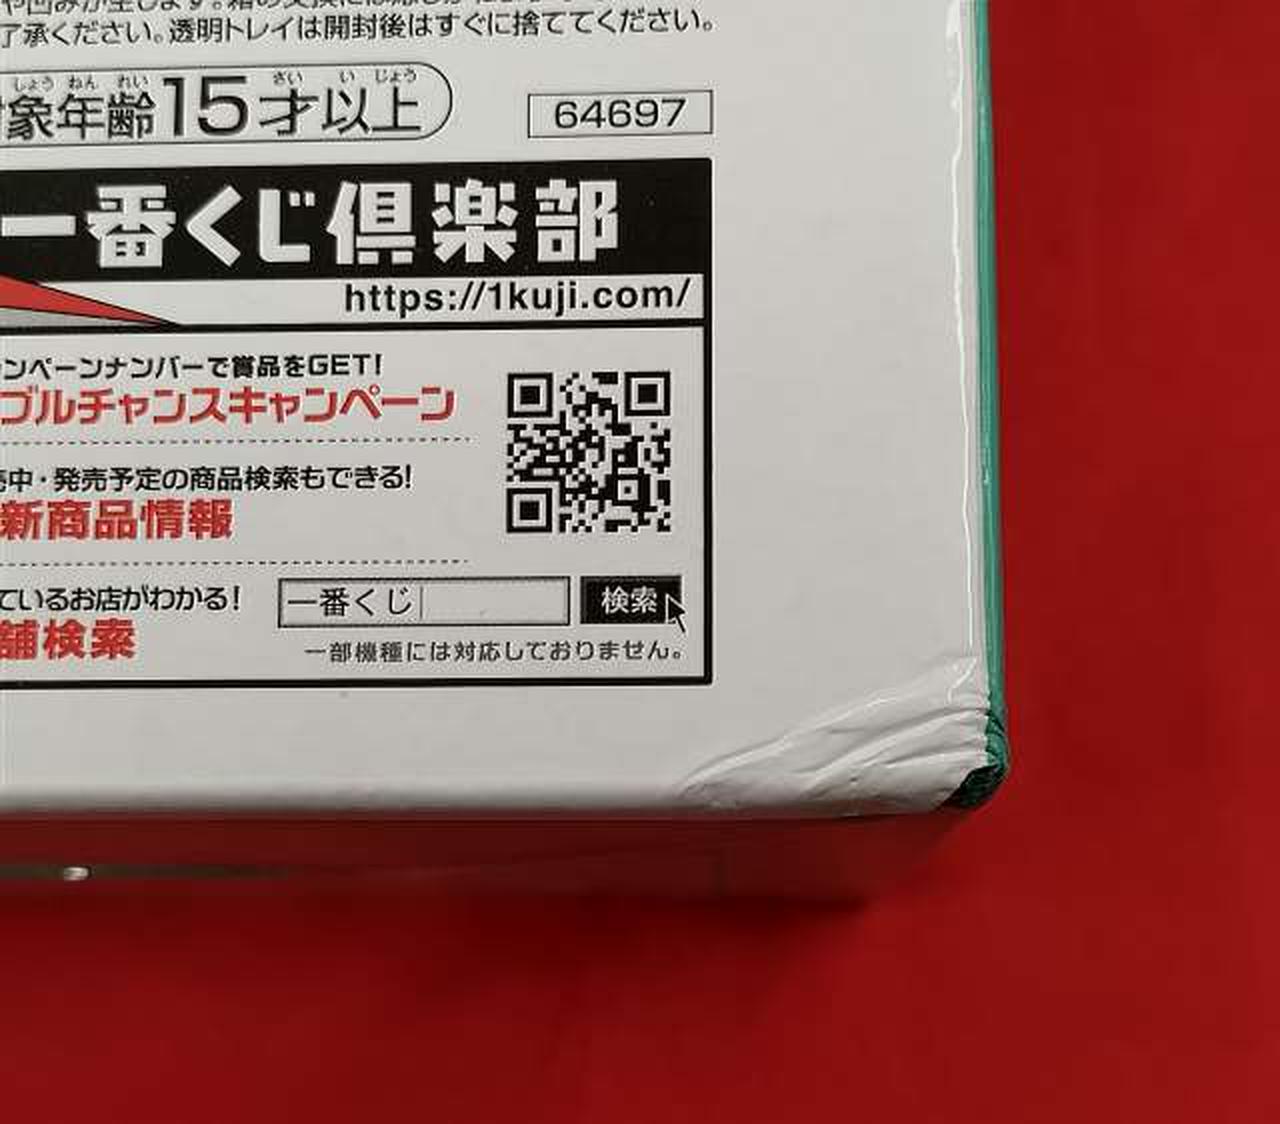 了承ください。透明トレイは開封後はすぐに捨ててください。
しょう ねん れい さい い じょう
象年齢15才以上
64697
一番くじ倶楽部
https://1kuji.com/
ンペーンナンバーで賞品をGET!
ブルチャンスキャンペーン
売中・発売予定の商品検索もできる!
新商品情報
ているお店がわかる!
舗検索
一番くじ
検索
一部機種には対応しておりません。